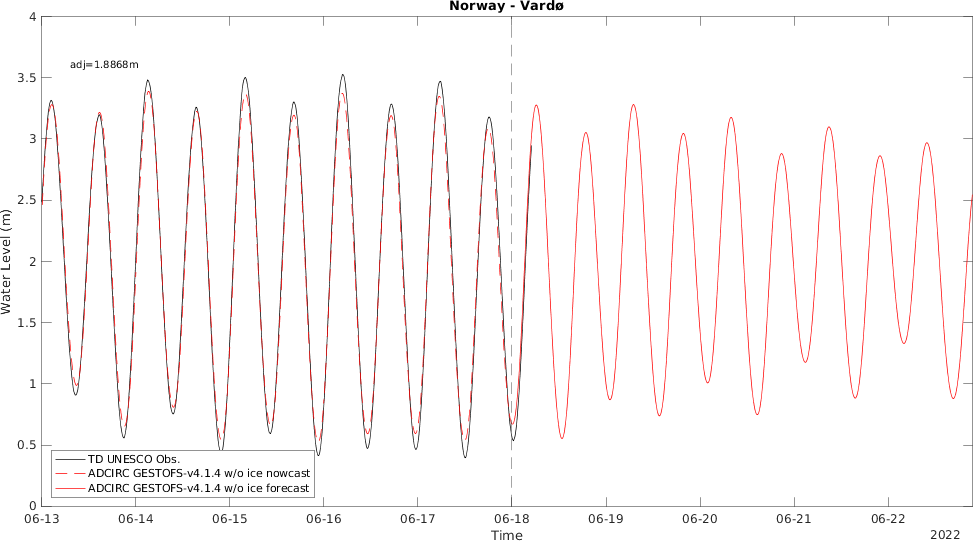 Norway - Vardø
adj=1.8868m
Water Level (m)
4
3.5
3
2.5
2
1.5
1
0.5
0
TD UNESCO Obs.
ADCIRC GESTOFS-v4.1.4 w/o ice nowcast
ADCIRC GESTOFS-v4.1.4 w/o ice forecast
06-13 06-14 06-15 06-16 06-17 06-18 06-19 06-20 06-21 06-22
Time
2022